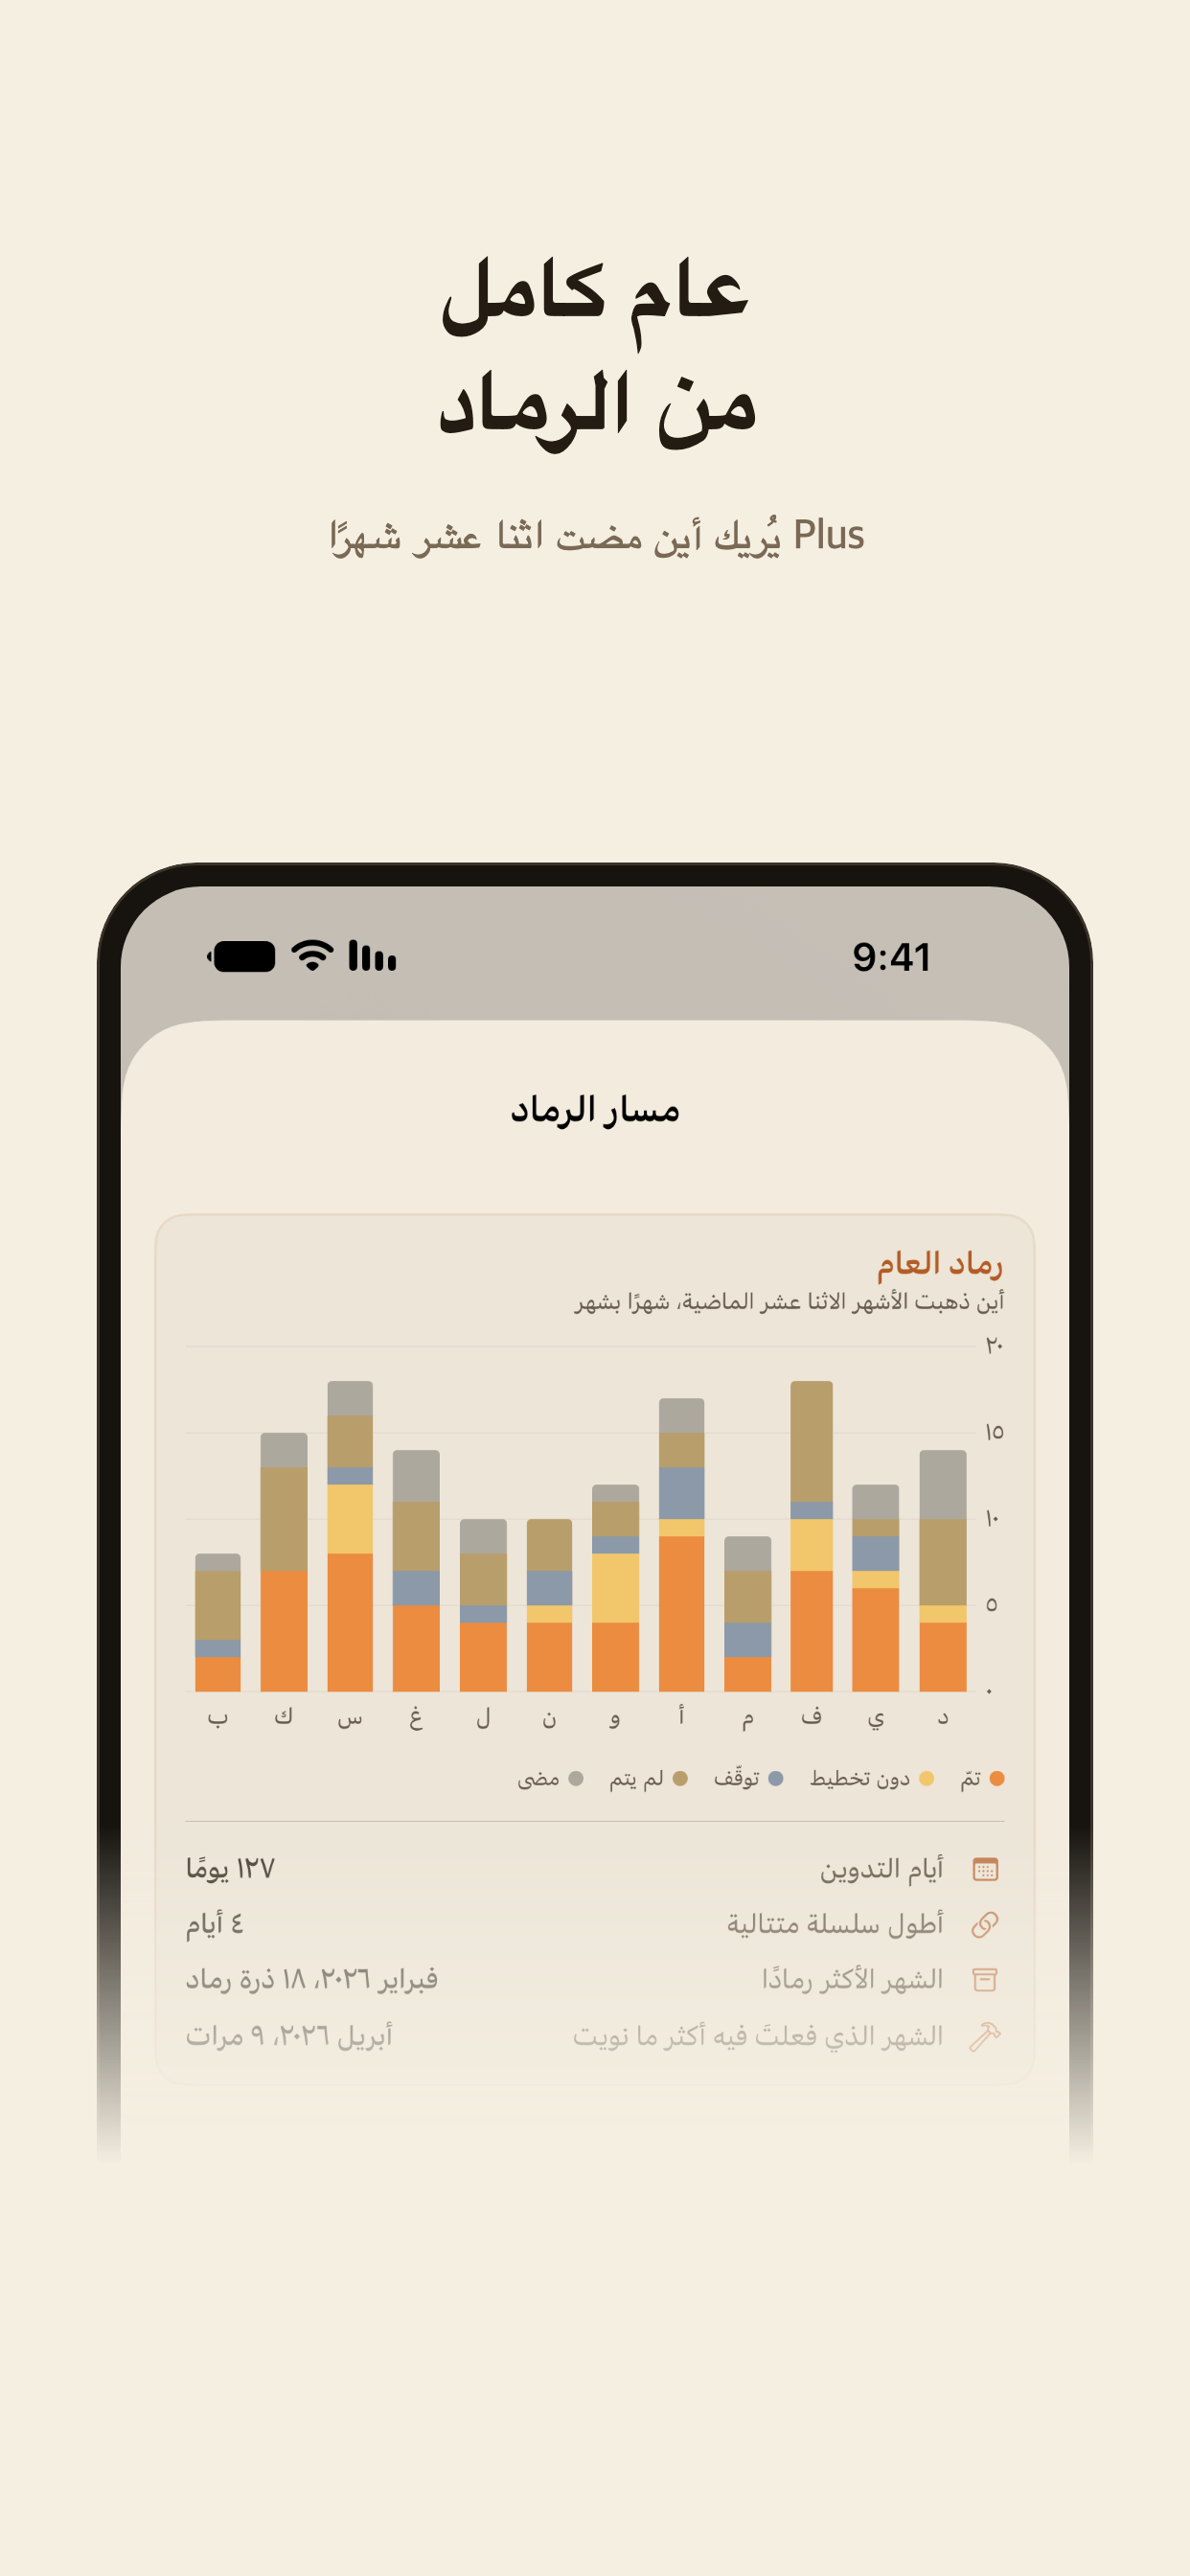 عام كامل
من الرماد
Plus يُريك أين مضت اثنا عشر شهرًا
9:41
مسار الرماد
رماد العام
أين ذهبت الأشهر الاثنا عشر الماضية، شهرًا بشهر
٢٠
١٥
١٠
٥
٠
د ي ف م أ و ن ل غ س ك ب
تمّ دون تخطيط توقّف لم يتم مضى
أيام التدوين ١٢٧ يومًا
أطول سلسلة متتالية ٤ أيام
الشهر الأكثر رمادًا فبراير ٢٠٢٦، ١٨ ذرة رماد
الشهر الذي فعلتَ فيه أكثر ما نويت أبريل ٢٠٢٦، ٩ مرات